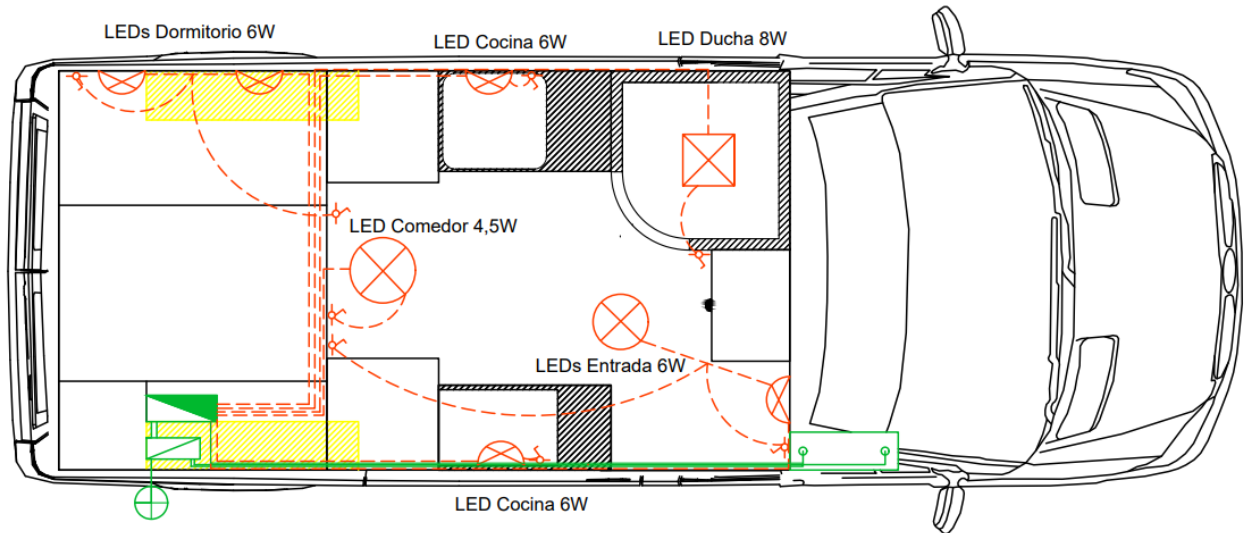 LEDs Dormitorio 6W
LED Cocina 6W
LED Ducha 8W
LED Comedor 4,5W
LEDs Entrada 6W
LED Cocina 6W